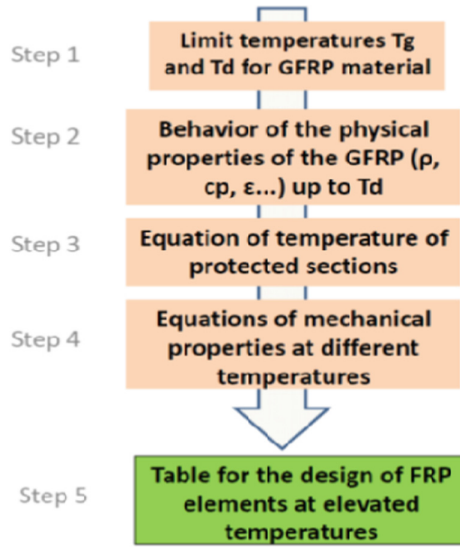 Step 1
Limit temperatures Tg
and Td for GFRP material
Step 2
Behavior of the physical
properties of the GFRP (ρ,
cp, ε...) up to Td
Step 3
Equation of temperature of
protected sections
Step 4
Equations of mechanical
properties at different
temperatures
Step 5
Table for the design of FRP
elements at elevated
temperatures